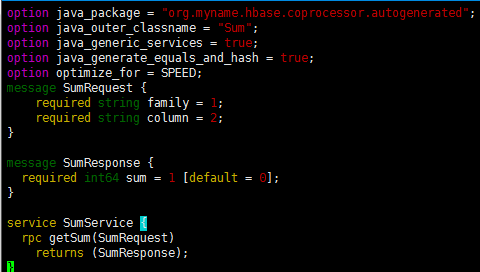 option java_package = "org.myname.hbase.coprocessor.autogenerated";
option java_outer_classname = "Sum";
option java_generic_services = true;
option java_generate_equals_and_hash = true;
option optimize_for = SPEED;
message SumRequest {
    required string family = 1;
    required string column = 2;
}

message SumResponse {
  required int64 sum = 1 [default = 0];
}

service SumService {
  rpc getSum(SumRequest)
    returns (SumResponse);
}